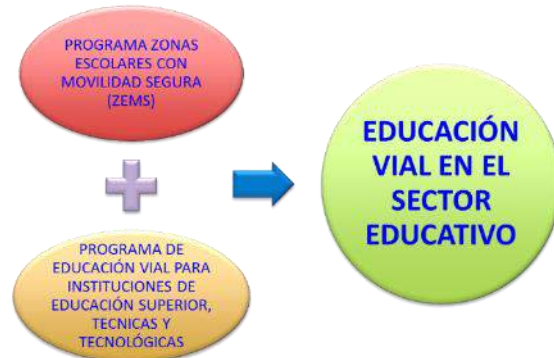 PROGRAMA ZONAS
ESCOLARES CON
MOVILIDAD SEGURA
(ZEMS)
PROGRAMA DE
EDUCACIÓN VIAL PARA
INSTITUCIONES DE
EDUCACIÓN SUPERIOR,
TECNICAS Y
TECNOLÓGICAS
EDUCACIÓN
VIAL EN EL
SECTOR
EDUCATIVO